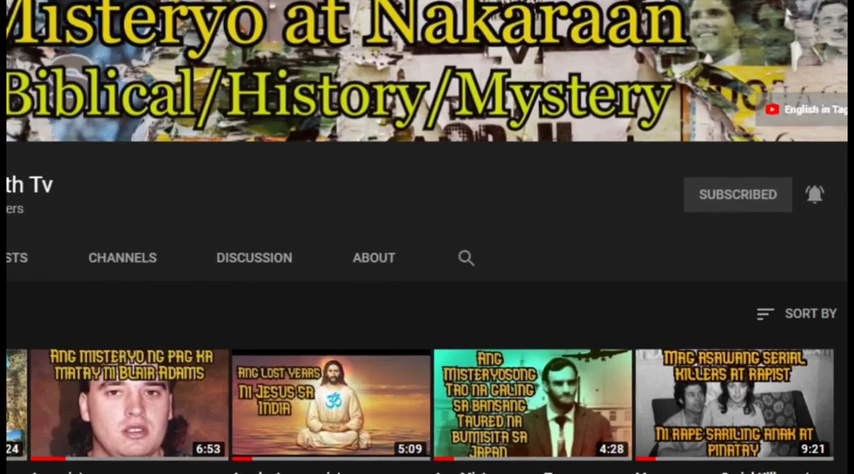 Misteryo at Nakaraan
Biblical/History/Mystery
English in Tag
th Tv
ers
SUBSCRIBED
STS
CHANNELS
DISCUSSION
ABOUT
SORT BY
24
ANG MISTERYO NG PAG KA
MATAY NI BLAIR ADAMS
6:53
ANG LOST YEARS
NI JESUS SA
INDIA
5:09
ANG
MISTERYOSONG
TAO NA GALING
SA BANSANG
TAURED NA
BUMISITA SA
JAPAN
4:28
MAG ASAWANG SERIAL
KILLERS AT RAPIST
NI RAPE SARILING ANAK AT
PINATAY
9:21